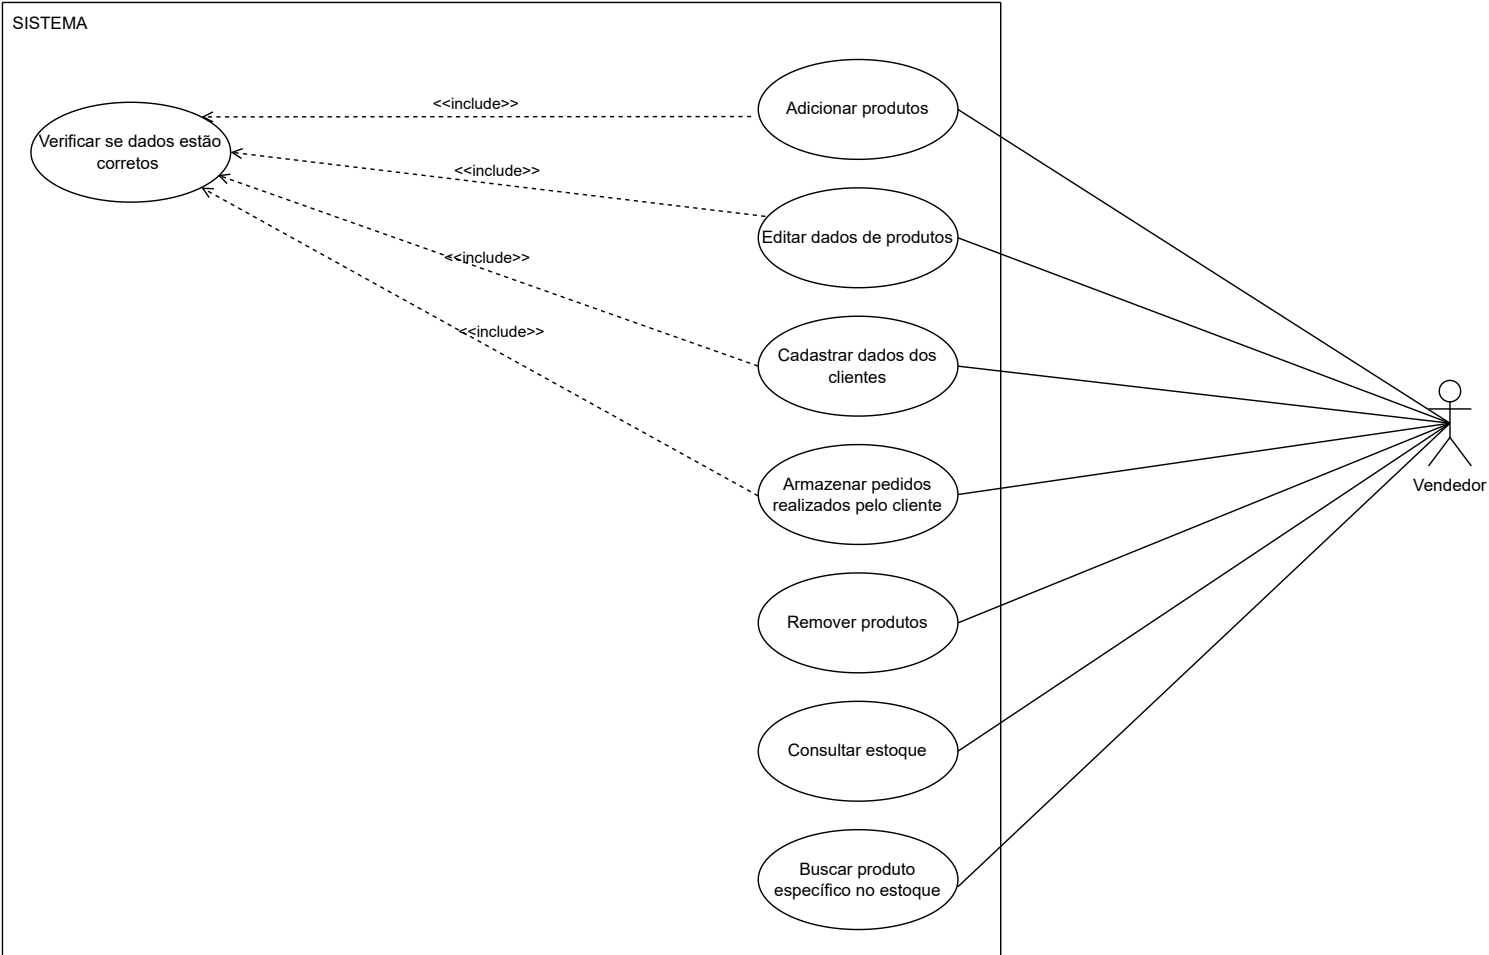 SISTEMA
<<include>>
Adicionar produtos
Verificar se dados estão
corretos
<<include>>
Editar dados de produtos
<<include>>
<<include>>
Cadastrar dados dos
clientes
Armazenar pedidos
realizados pelo cliente
Vendedor
Remover produtos
Consultar estoque
Buscar produto
específico no estoque